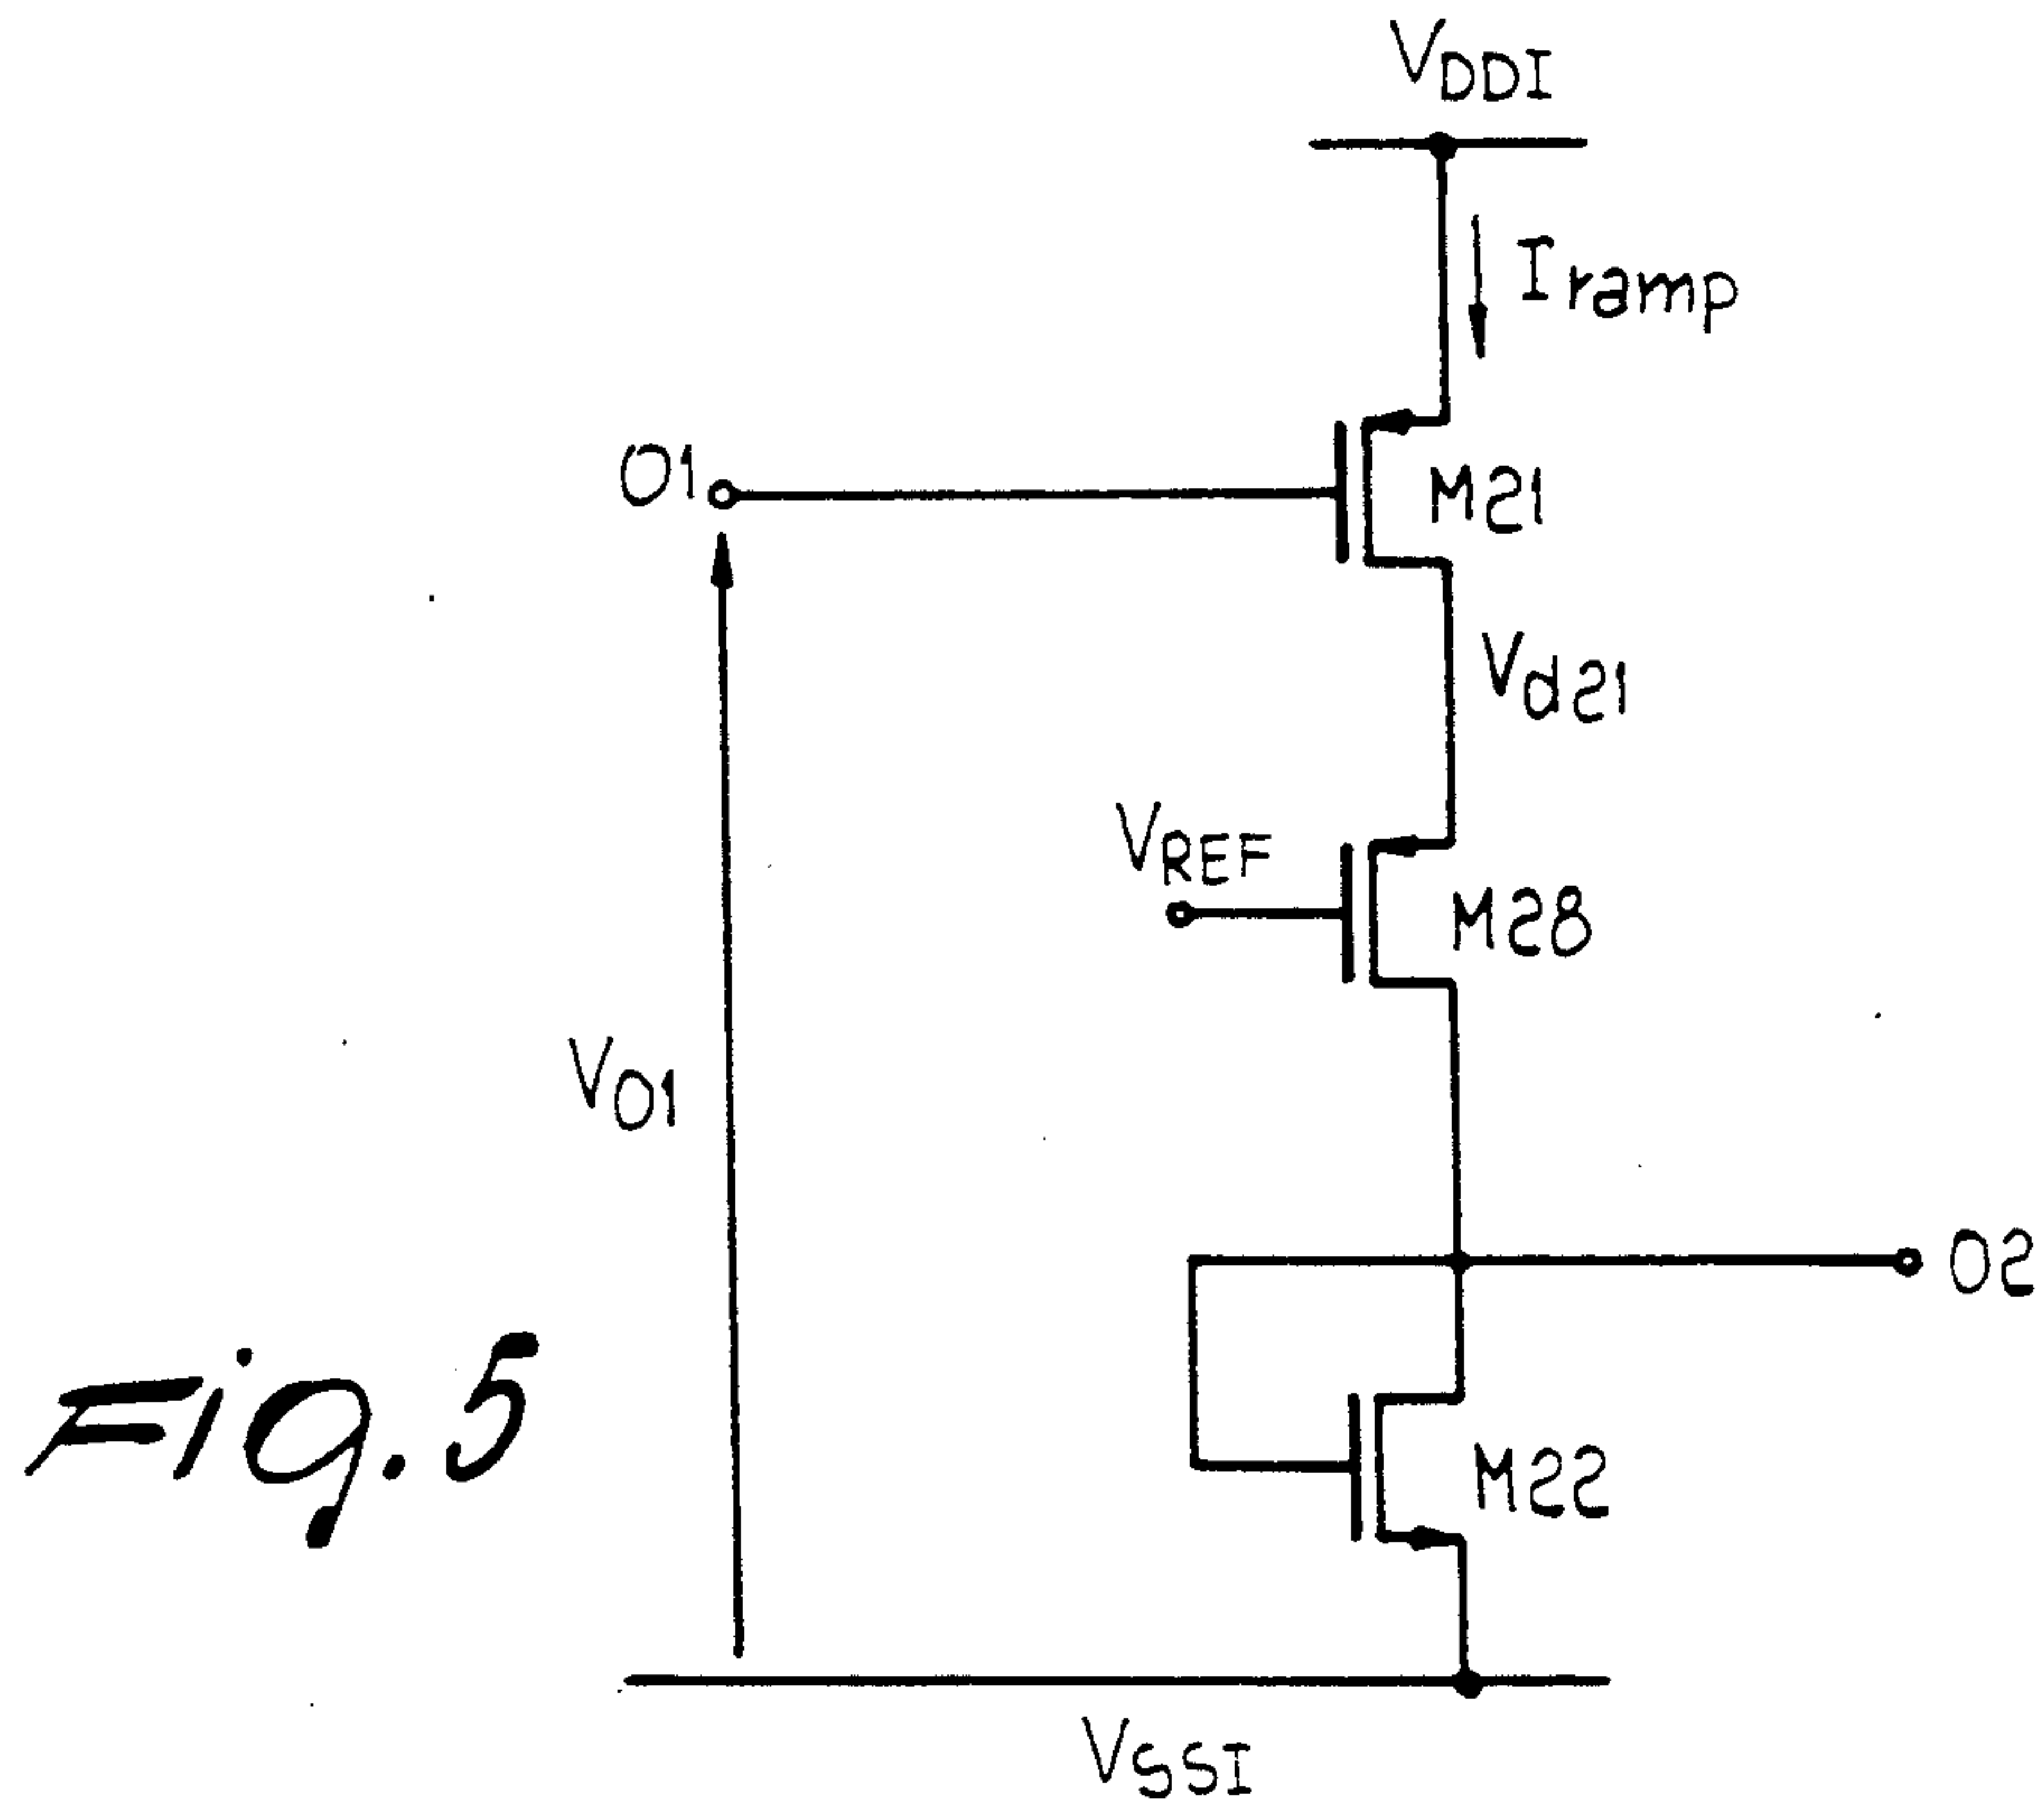 VDDI
Iramp
O1
M21
Vd21
VREF
M28
VO1
O2
Fig. 5
M22
VSSI